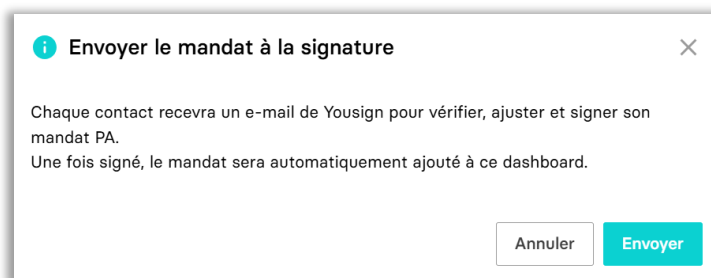 Envoyer le mandat à la signature
Chaque contact recevra un e-mail de Yousign pour vérifier, ajuster et signer son
mandat PA.
Une fois signé, le mandat sera automatiquement ajouté à ce dashboard.
Annuler
Envoyer